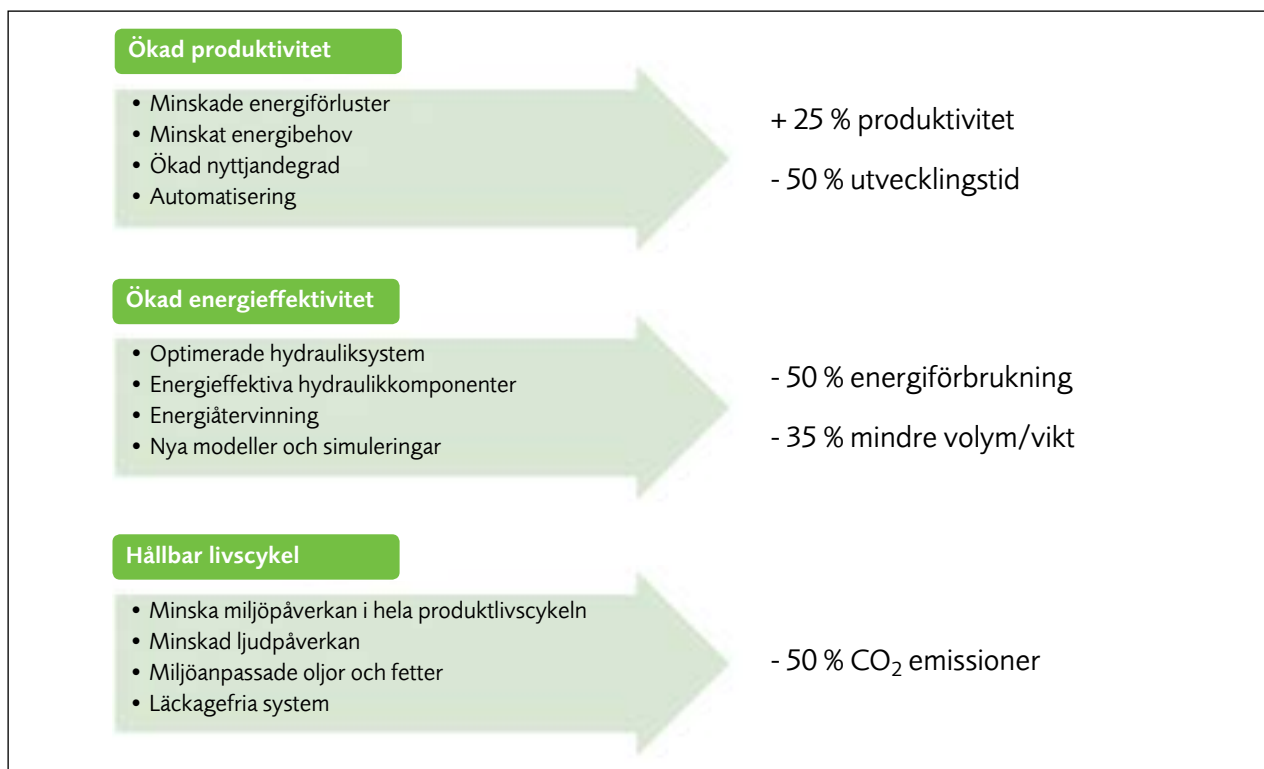 Ökad produktivitet
• Minskade energiförluster
• Minskat energibehov
• Ökad nyttjandegrad
• Automatisering
+ 25 % produktivitet
- 50 % utvecklingstid
Ökad energieffektivitet
• Optimerade hydrauliksystem
• Energieffektiva hydraulikkomponenter
• Energiåtervinning
• Nya modeller och simuleringar
- 50 % energiförbrukning
- 35 % mindre volym/vikt
Hållbar livscykel
• Minska miljöpåverkan i hela produktlivscykeln
• Minskad ljudpåverkan
• Miljöanpassade oljor och fetter
• Läckagefria system
- 50 % CO₂ emissioner